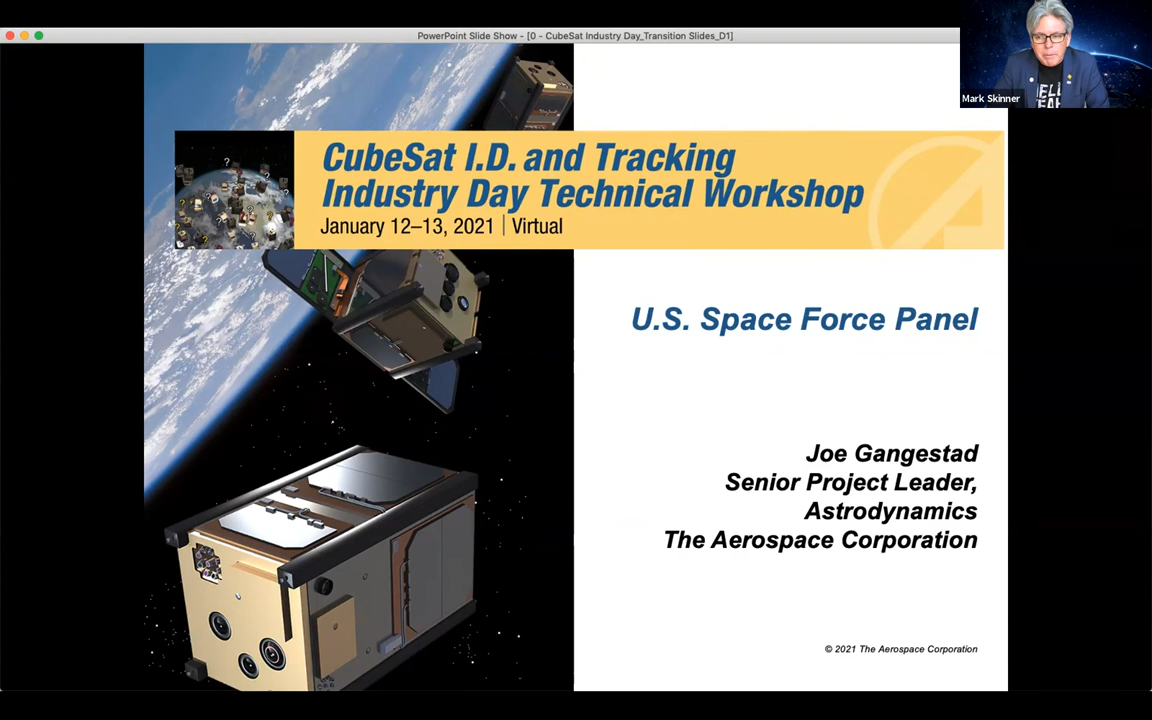 PowerPoint Slide Show - [0 - CubeSat Industry Day_Transition Slides_D1]
Mark Skinner
CubeSat I.D. and Tracking
Industry Day Technical Workshop
January 12–13, 2021 | Virtual
U.S. Space Force Panel
Joe Gangestad
Senior Project Leader,
Astrodynamics
The Aerospace Corporation
© 2021 The Aerospace Corporation